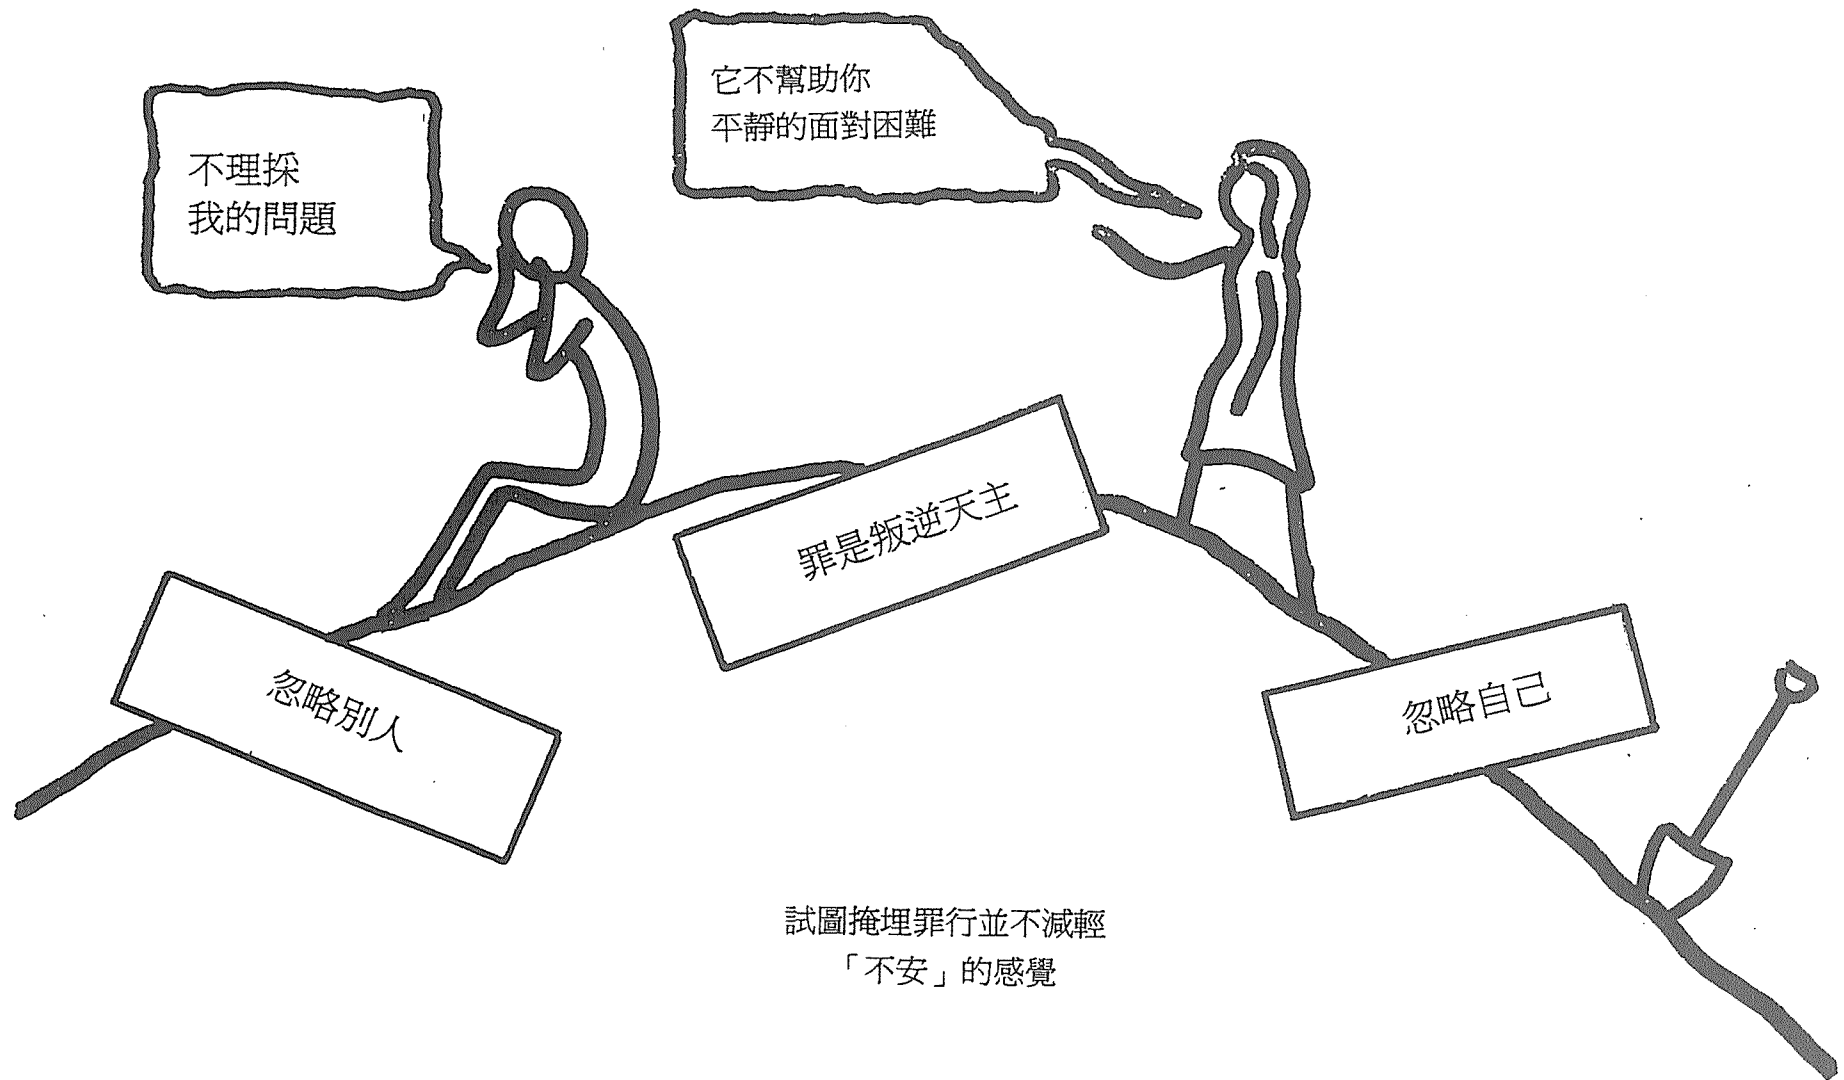 它不幫助你
平靜的面對困難
不理採
我的問題
罪是叛逆天主
忽略別人
忽略自己
試圖掩埋罪行並不減輕
「不安」的感覺